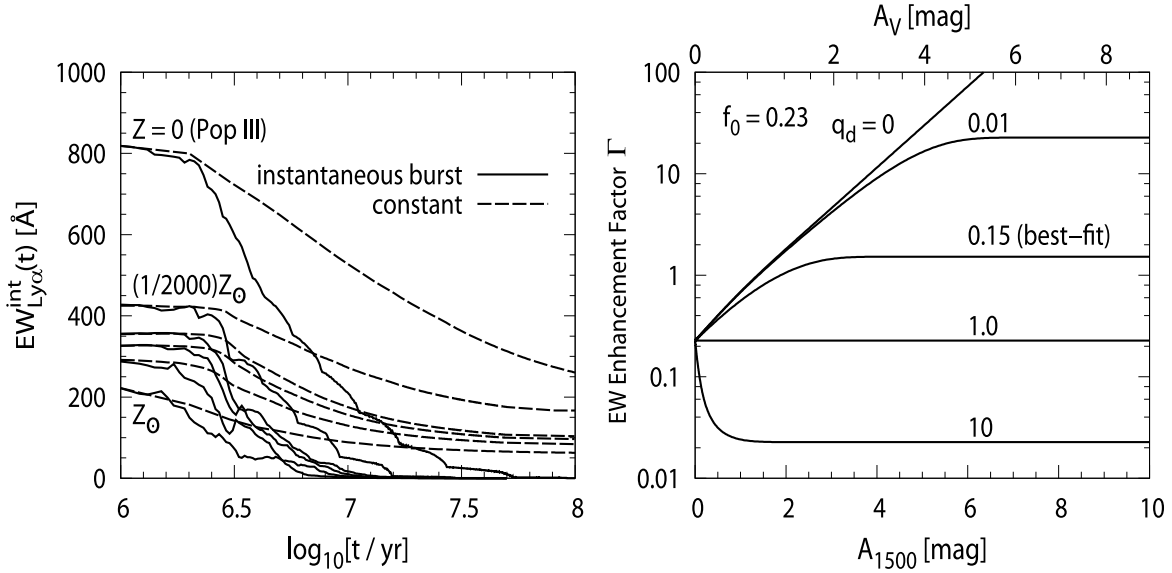 1000
800
600
400
200
0
EW^int_Lyα(t) [Å]
Z = 0 (Pop III)
instantaneous burst
constant
(1/2000)Z⊙
Z⊙
6 6.5 7 7.5 8
log₁₀[t / yr]
A_V [mag]
0 2 4 6 8
100
10
1
0.1
0.01
EW Enhancement Factor Γ
f₀ = 0.23 q_d = 0
0.01
0.15 (best−fit)
1.0
10
0 2 4 6 8 10
A₁₅₀₀ [mag]